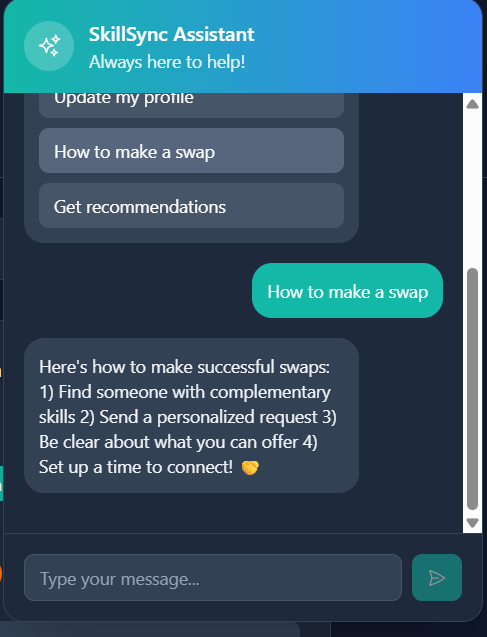 SkillSync Assistant
Always here to help!
Update my profile
How to make a swap
Get recommendations
How to make a swap
Here's how to make successful swaps:
1) Find someone with complementary
skills 2) Send a personalized request 3)
Be clear about what you can offer 4)
Set up a time to connect! 🤝
Type your message...